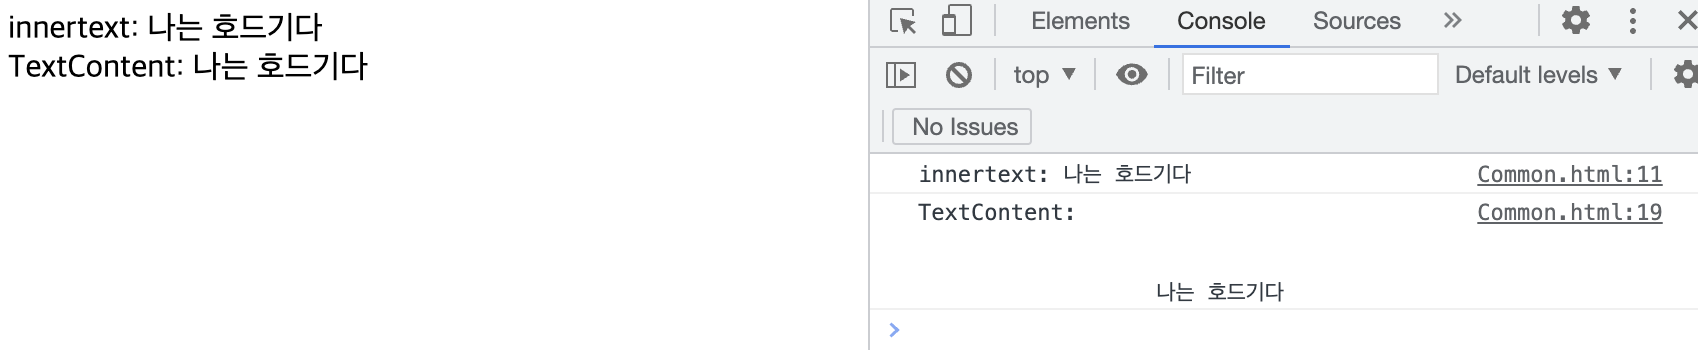 innertext: 나는 호드기다
TextContent: 나는 호드기다
Elements Console Sources »
top ▼ Filter Default levels ▼
No Issues
innertext: 나는 호드기다 Common.html:11
TextContent: Common.html:19
나는 호드기다
>